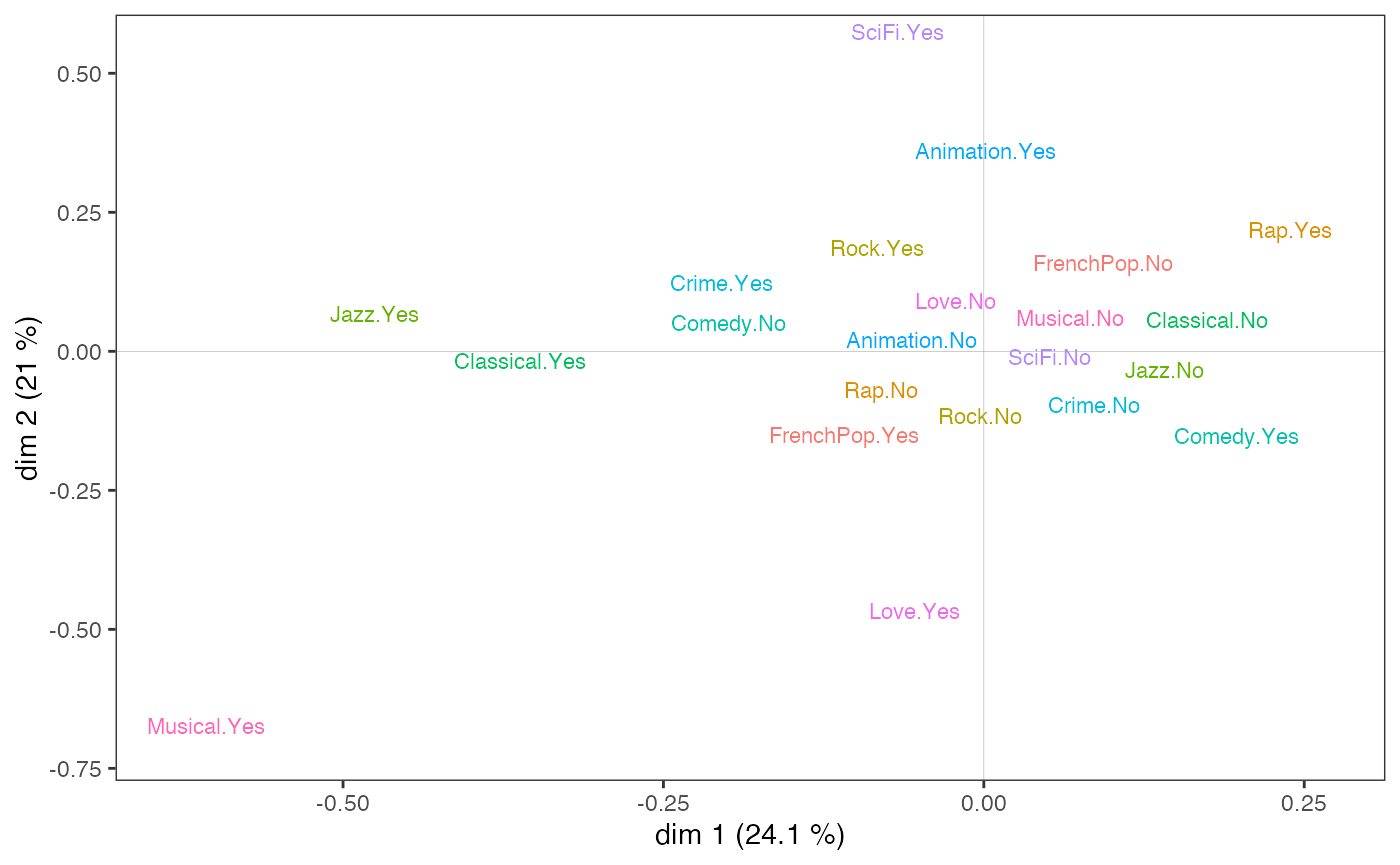 SciFi.Yes
0.50
Animation.Yes
0.25
Rap.Yes
Rock.Yes
FrenchPop.No
Crime.Yes
Love.No
Jazz.Yes
Musical.No
Classical.No
Comedy.No
Animation.No
0.00
SciFi.No
Classical.Yes
Jazz.No
Rap.No
Crime.No
Rock.No
FrenchPop.Yes
Comedy.Yes
dim 2 (21 %)
-0.25
Love.Yes
-0.50
Musical.Yes
-0.75
-0.50 -0.25 0.00 0.25
dim 1 (24.1 %)